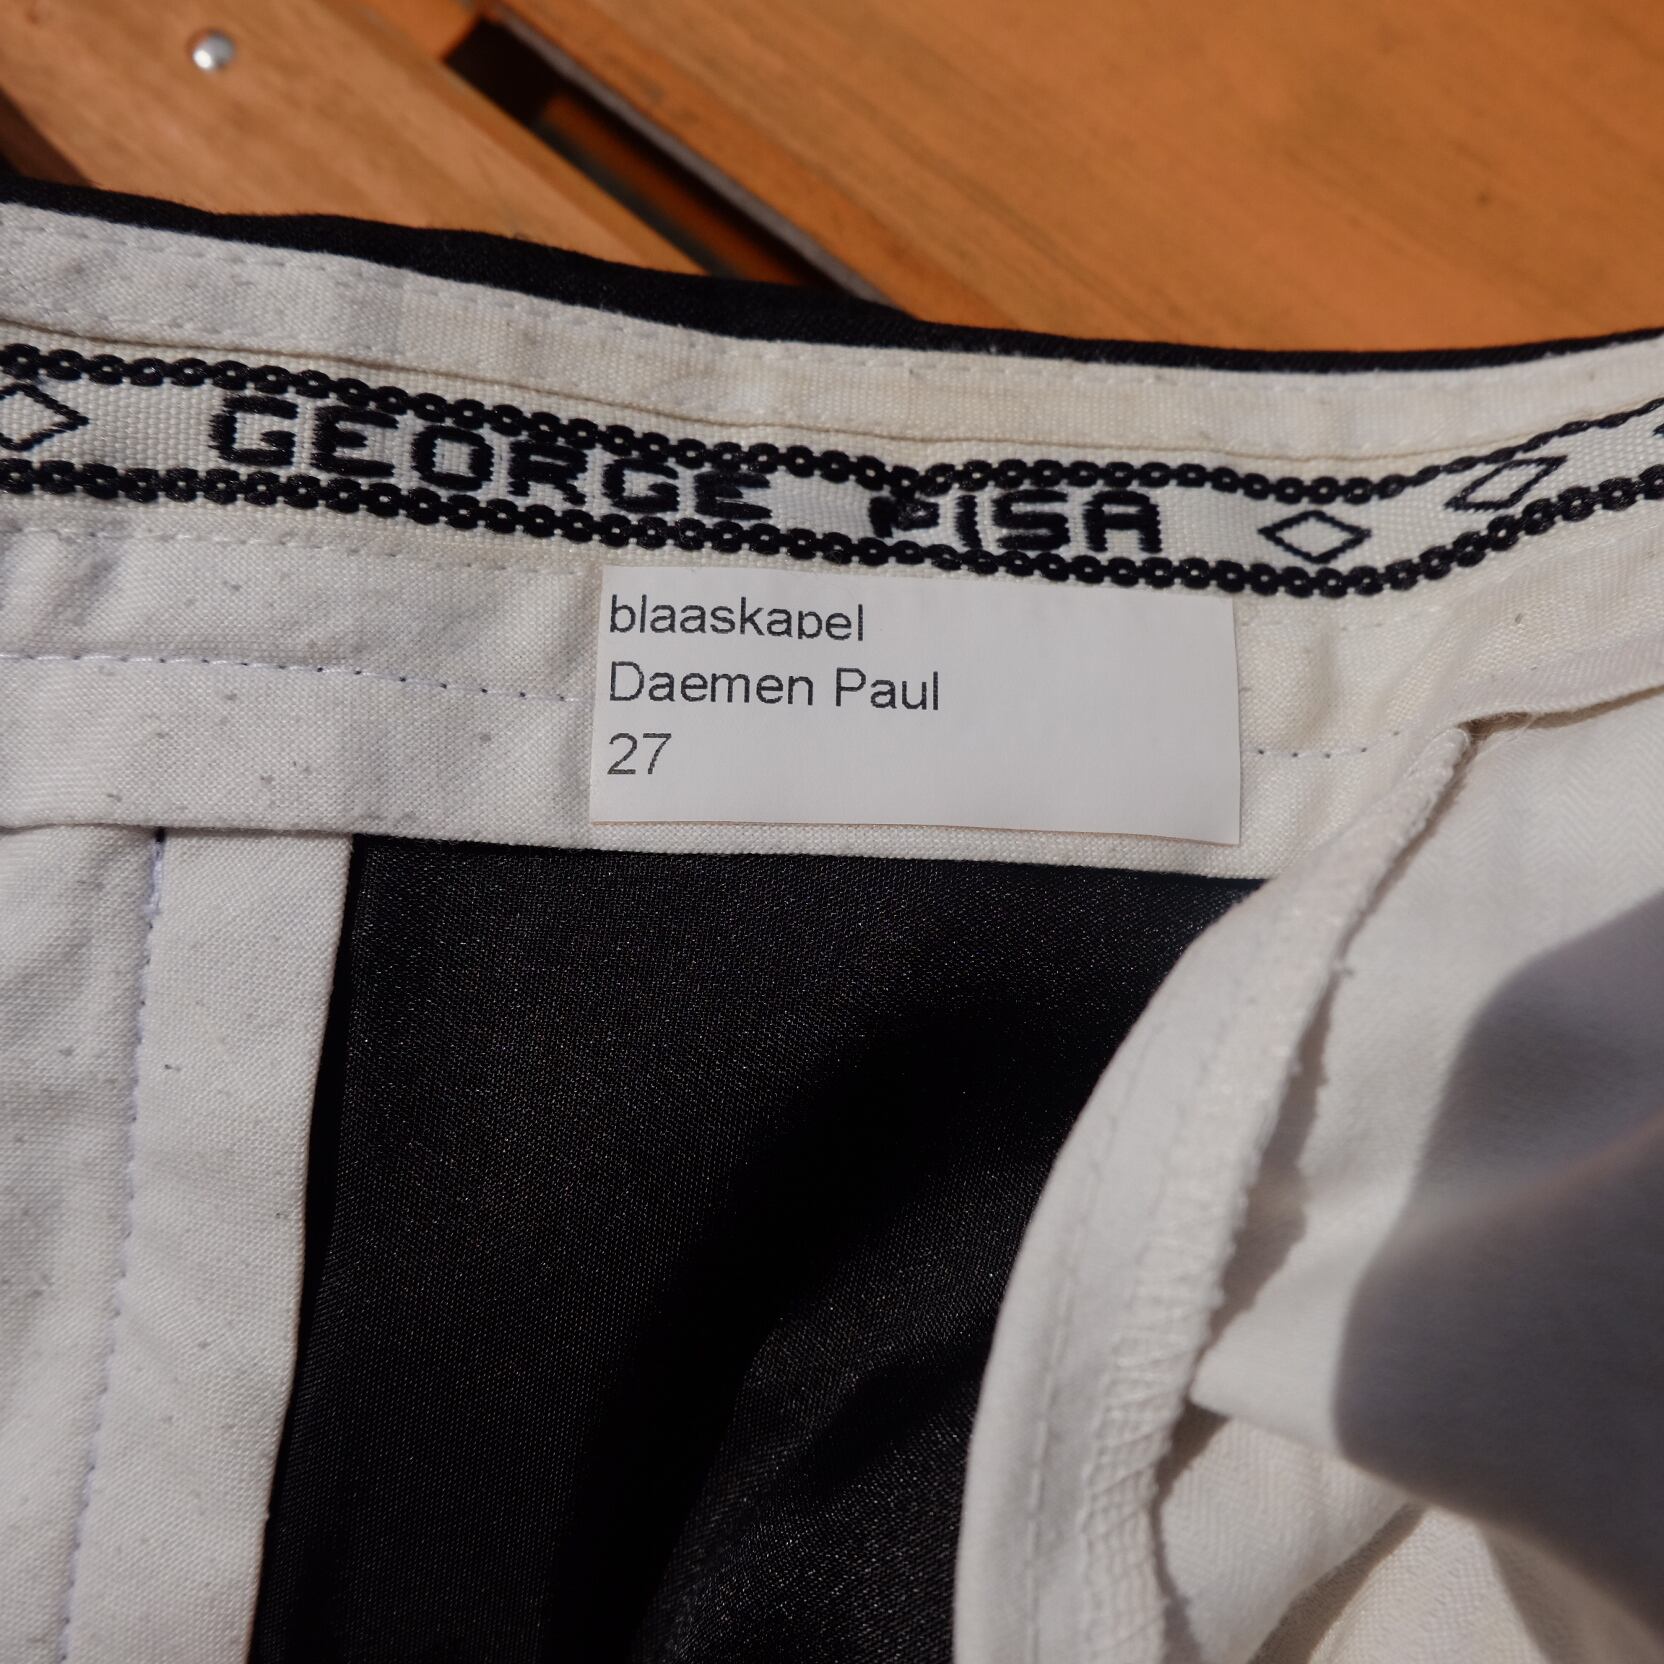 GEORGE PISA
blaaskapel
Daemen Paul
27